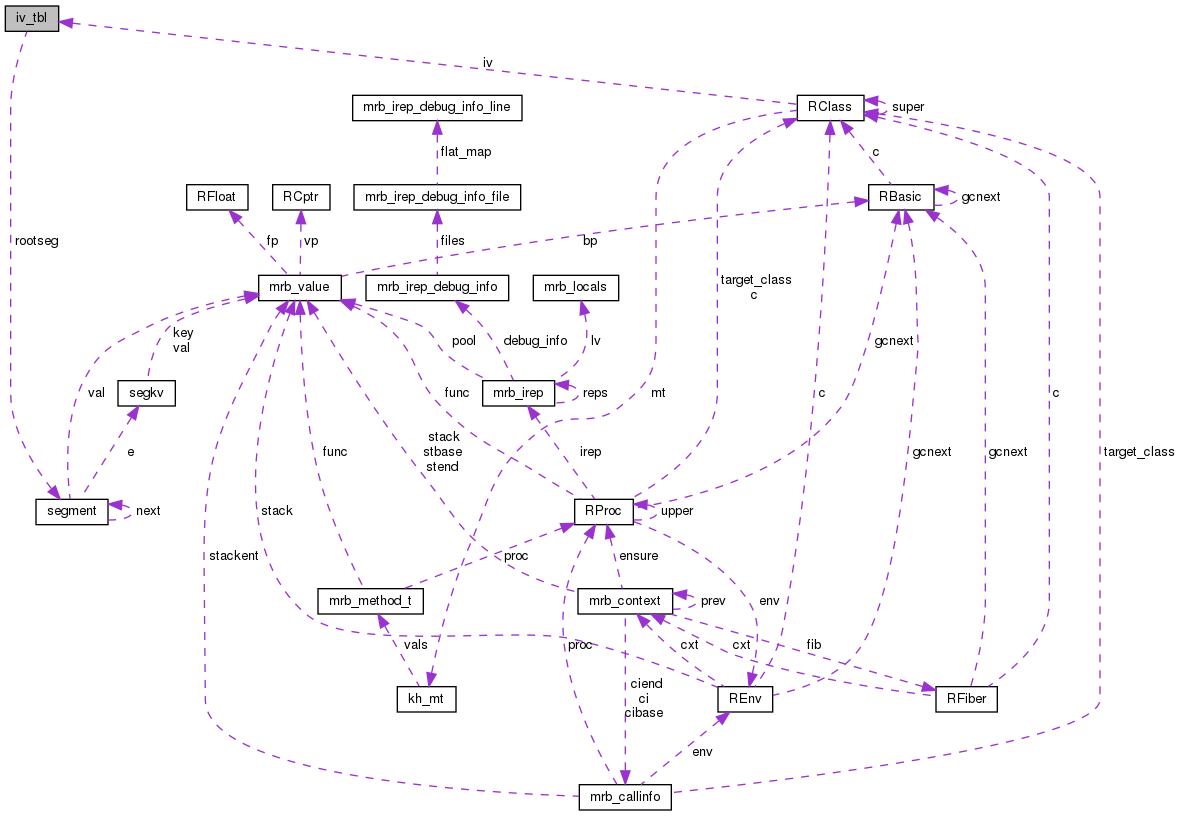 iv_tbl
iv
mrb_irep_debug_info_line
RClass
super
flat_map
c
RFloat
RCptr
mrb_irep_debug_info_file
RBasic
gcnext
rootseg
fp
vp
files
bp
mrb_value
mrb_irep_debug_info
mrb_locals
target_class
c
key
val
pool
debug_info
lv
gcnext
val
segkv
func
mrb_irep
reps
mt
c
c
stack
stbase
stend
e
func
irep
gcnext
gcnext
target_class
segment
next
stack
RProc
upper
stackent
proc
ensure
mrb_method_t
mrb_context
prev
env
vals
proc
cxt
cxt
fib
ciend
ci
cibase
kh_mt
REnv
RFiber
env
mrb_callinfo